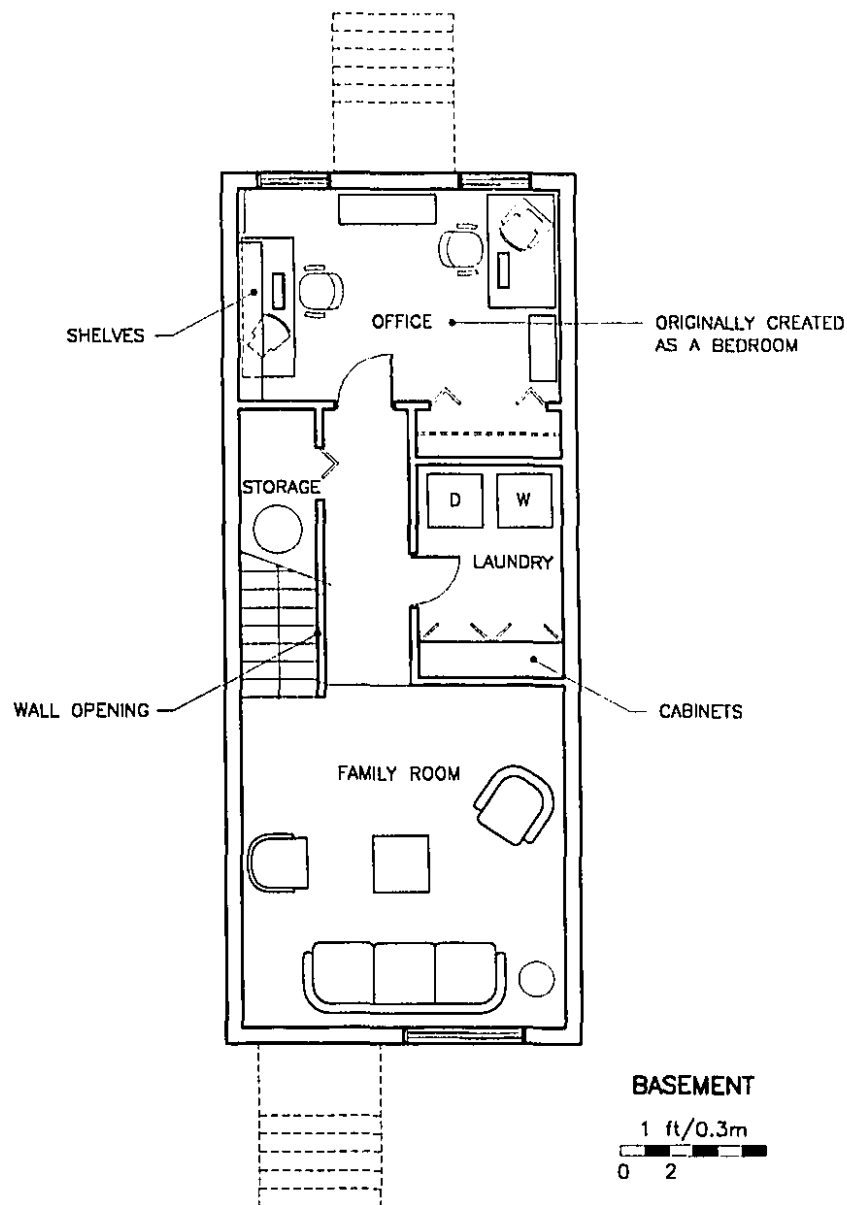 SHELVES
OFFICE
ORIGINALLY CREATED
AS A BEDROOM
STORAGE
D
W
LAUNDRY
WALL OPENING
CABINETS
FAMILY ROOM
BASEMENT
1 ft/0.3m
0 2